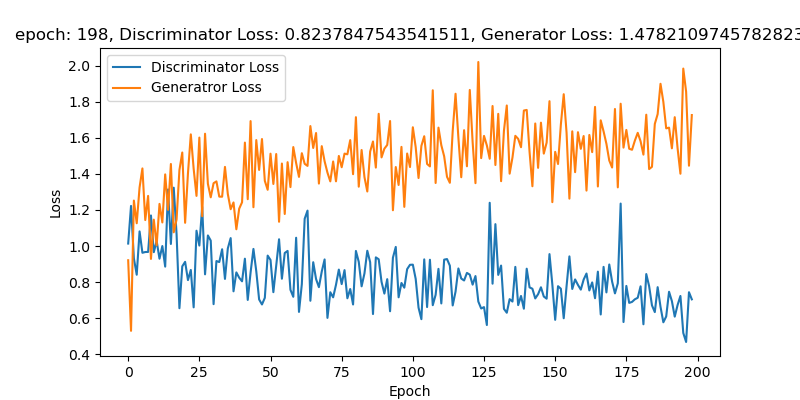 epoch: 198, Discriminator Loss: 0.8237847543541511, Generator Loss: 1.4782109745782823
Discriminator Loss
Generatror Loss
2.0
1.8
1.6
1.4
1.2
1.0
0.8
0.6
0.4
Loss
0 25 50 75 100 125 150 175 200
Epoch